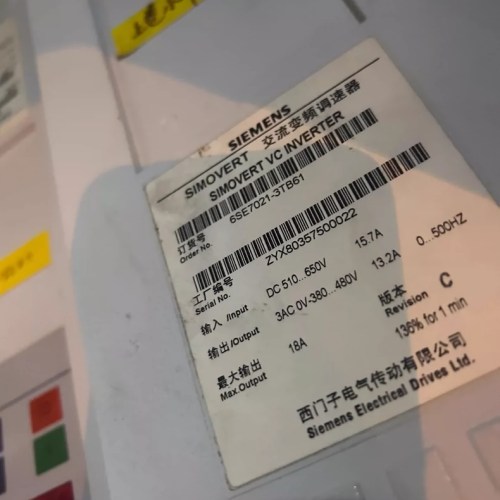 SIEMENS
SIMOVERT 交流变频调速器
SIMOVERT VC INVERTER
订货号
Order No.
6SE7021-3TB61
工厂编号
Serial No.
ZYX80357500022
输入 /Input DC 510...650V 15.7A
输出 /Output 3AC 0V-380...480V 13.2A 0...500HZ
最大输出
Max.Output
18A
版本
Revision C
136% for 1 min
西门子电气传动有限公司
Siemens Electrical Drives Ltd.